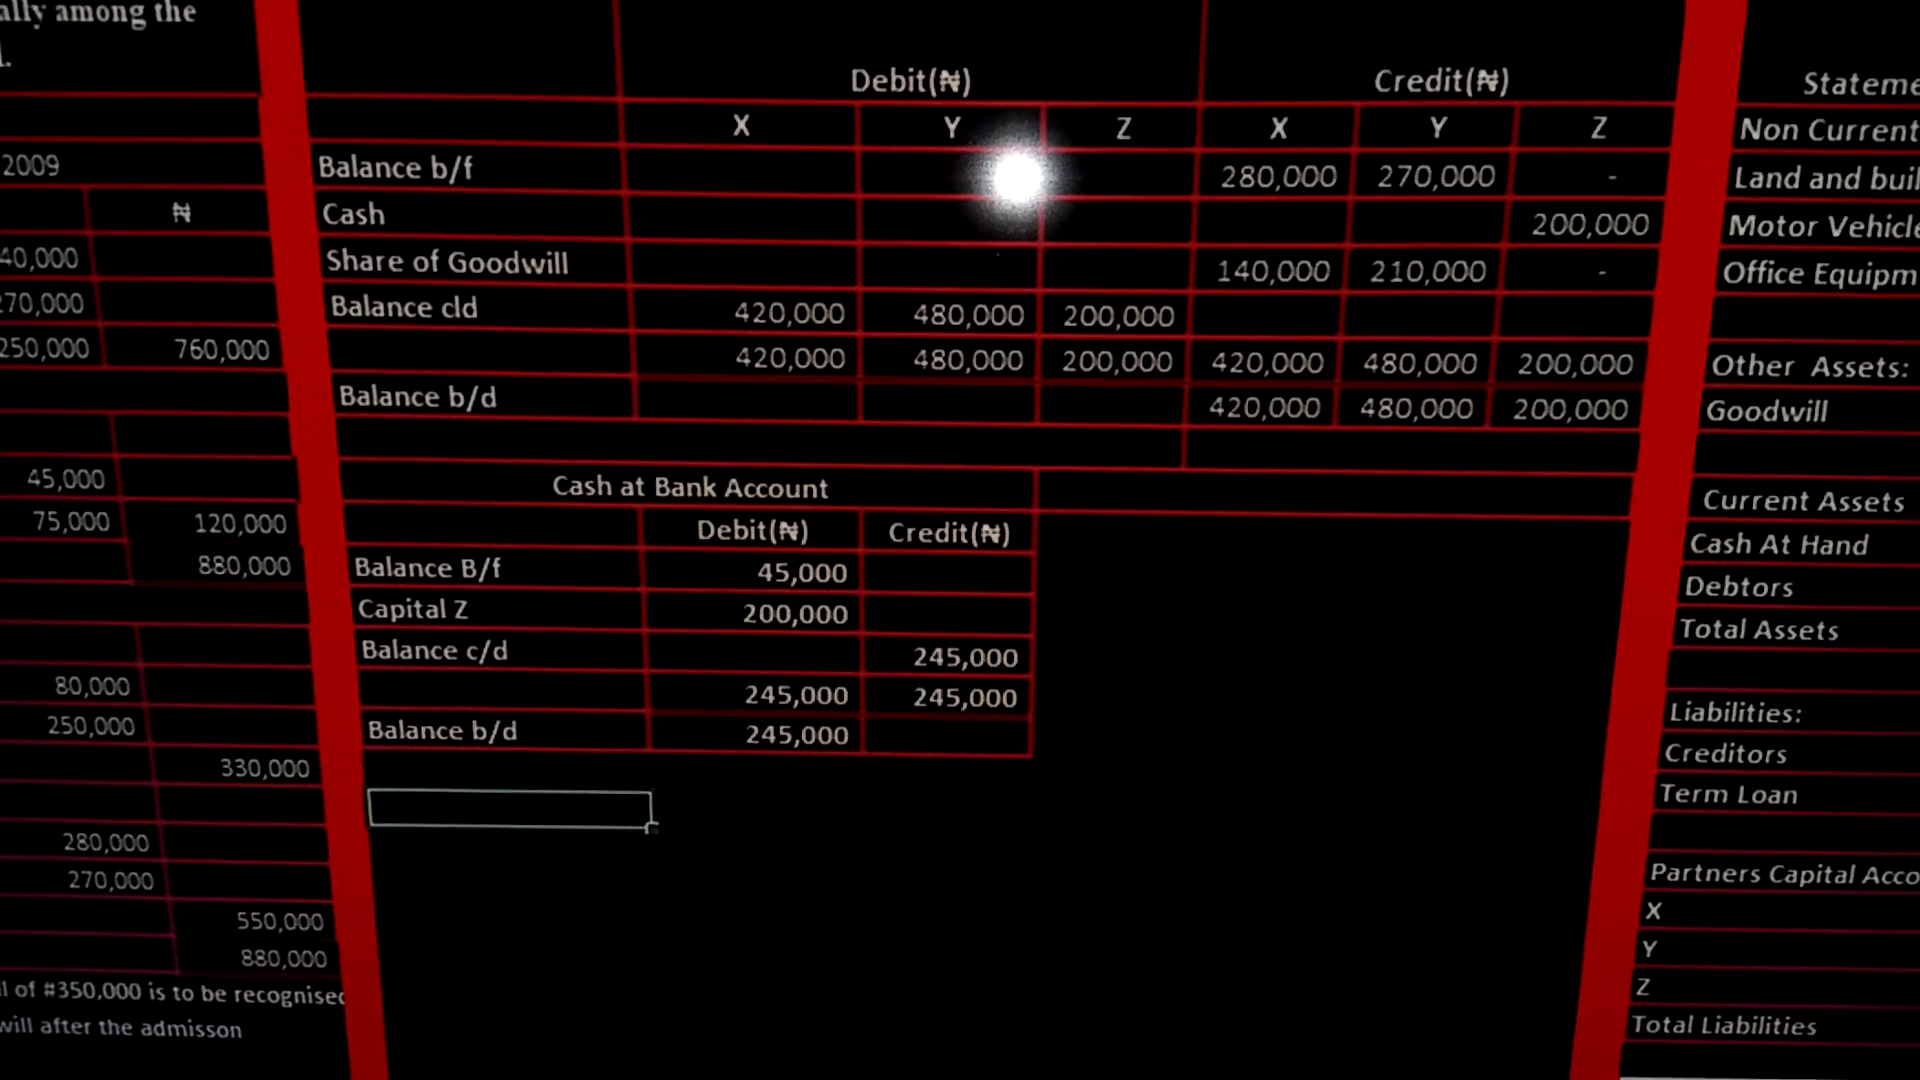 ally among the
l.
2009
₦
40,000
270,000
250,000 760,000
45,000
75,000 120,000
880,000
80,000
250,000
330,000
280,000
270,000
550,000
880,000
l of #350,000 is to be recognised
will after the admisson
Debit(₦) Credit(₦)
X Y Z X Y Z
Balance b/f 280,000 270,000 -
Cash 200,000
Share of Goodwill 140,000 210,000 -
Balance cld 420,000 480,000 200,000
420,000 480,000 200,000 420,000 480,000 200,000
Balance b/d 420,000 480,000 200,000
Cash at Bank Account
Debit(₦) Credit(₦)
Balance B/f 45,000
Capital Z 200,000
Balance c/d 245,000
245,000 245,000
Balance b/d 245,000
Stateme
Non Current
Land and buil
Motor Vehicle
Office Equipm
Other Assets:
Goodwill
Current Assets
Cash At Hand
Debtors
Total Assets
Liabilities:
Creditors
Term Loan
Partners Capital Acco
X
Y
Z
Total Liabilities